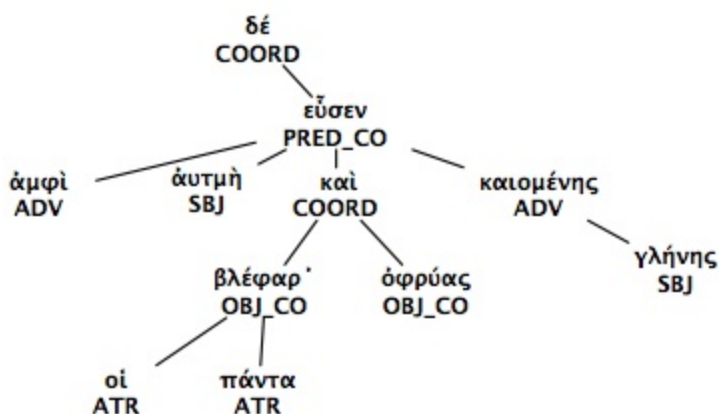 δέ
COORD
εὗσεν
PRED_CO
ἀμφὶ
ADV
ἀυτμὴ
SBJ
καὶ
COORD
καιομένης
ADV
γλήνης
SBJ
βλέφαρ᾽
OBJ_CO
ὀφρύας
OBJ_CO
οἱ
ATR
πάντα
ATR